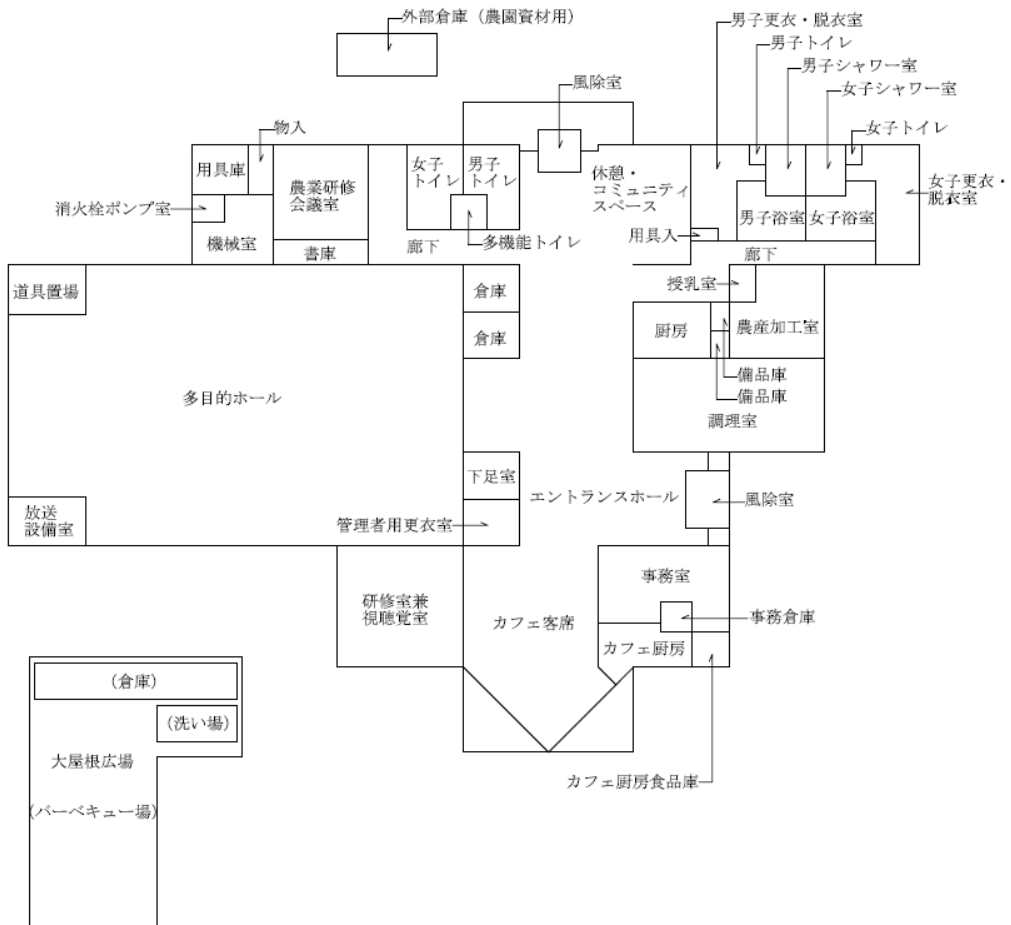 外部倉庫（農園資材用）
男子更衣・脱衣室
男子トイレ
男子シャワー室
女子シャワー室
風除室
物入
女子トイレ
用具庫
農業研修
会議室
女子
トイレ
男子
トイレ
休憩・
コミュニティ
スペース
女子更衣・
脱衣室
消火栓ポンプ室
機械室
書庫
廊下
多機能トイレ
用具入
男子浴室
女子浴室
廊下
道具置場
倉庫
授乳室
倉庫
厨房
農産加工室
備品庫
備品庫
多目的ホール
調理室
下足室
エントランスホール
風除室
放送
設備室
管理者用更衣室
事務室
研修室兼
視聴覚室
カフェ客席
事務倉庫
カフェ厨房
（倉庫）
（洗い場）
大屋根広場
カフェ厨房食品庫
（バーベキュー場）